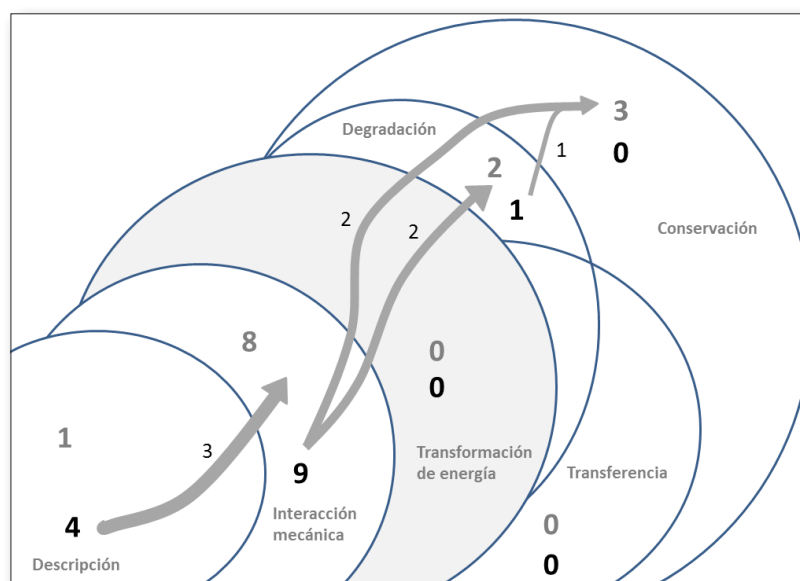 Degradación
3
1
0
2
1
2
2
Conservación
8
0
0
1
3
Transformación
de energía
9
Transferencia
Interacción
mecánica
4
0
0
Descripción